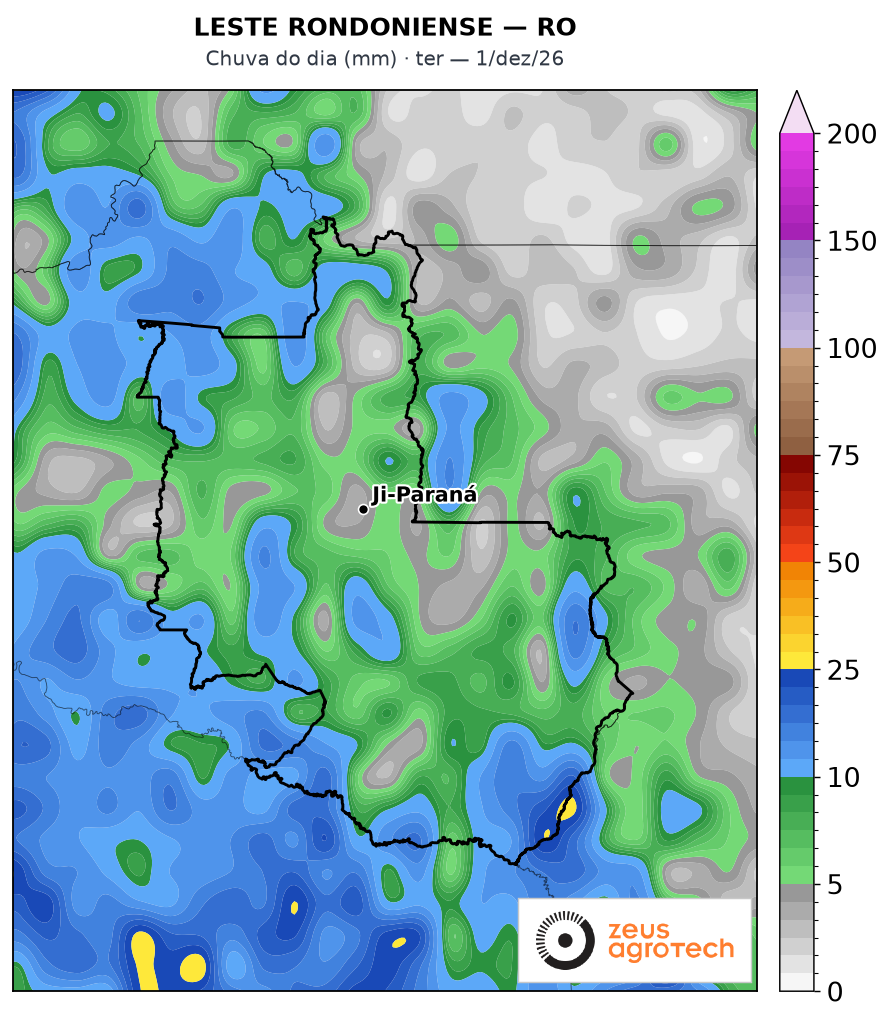 LESTE RONDONIENSE — RO
Chuva do dia (mm) · ter — 1/dez/26
200
150
100
75
50
25
10
5
0
Ji-Paraná
zeus
agrotech